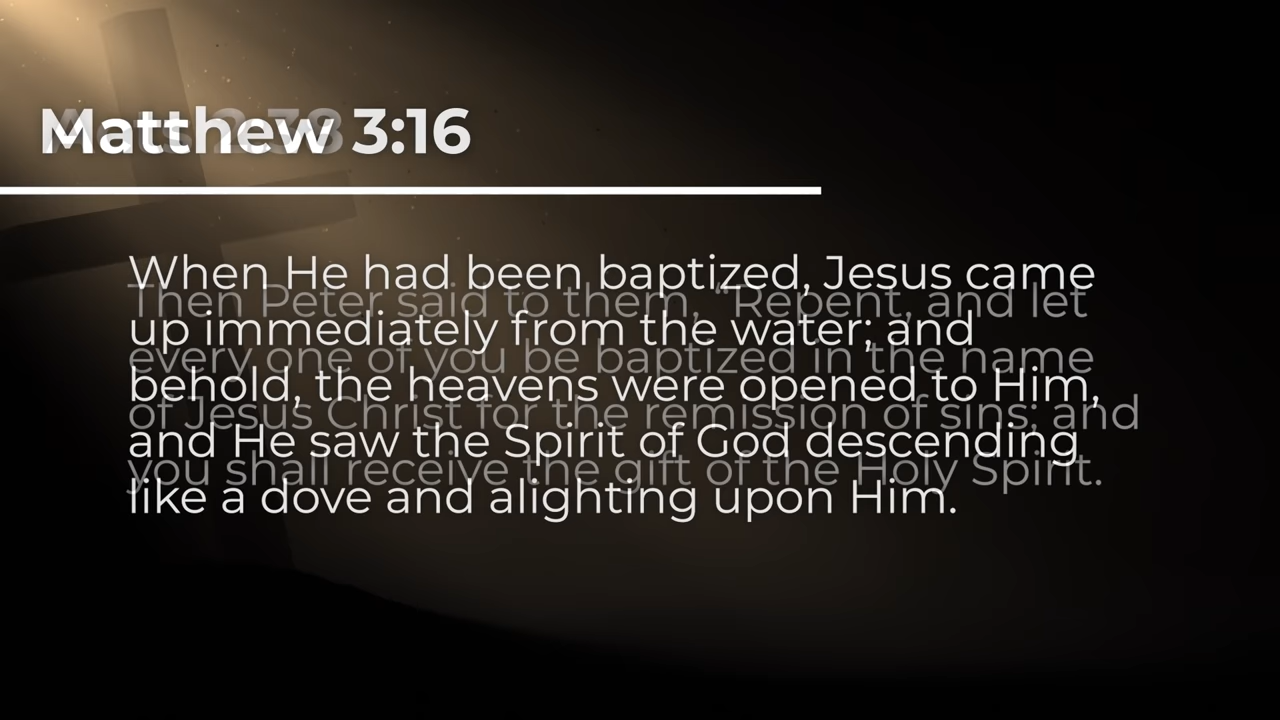 Matthew 3:16
Acts 2:38
When He had been baptized, Jesus came
up immediately from the water; and
behold, the heavens were opened to Him,
and He saw the Spirit of God descending
like a dove and alighting upon Him.
Then Peter said to them, “Repent, and let
every one of you be baptized in the name
of Jesus Christ for the remission of sins; and
you shall receive the gift of the Holy Spirit.